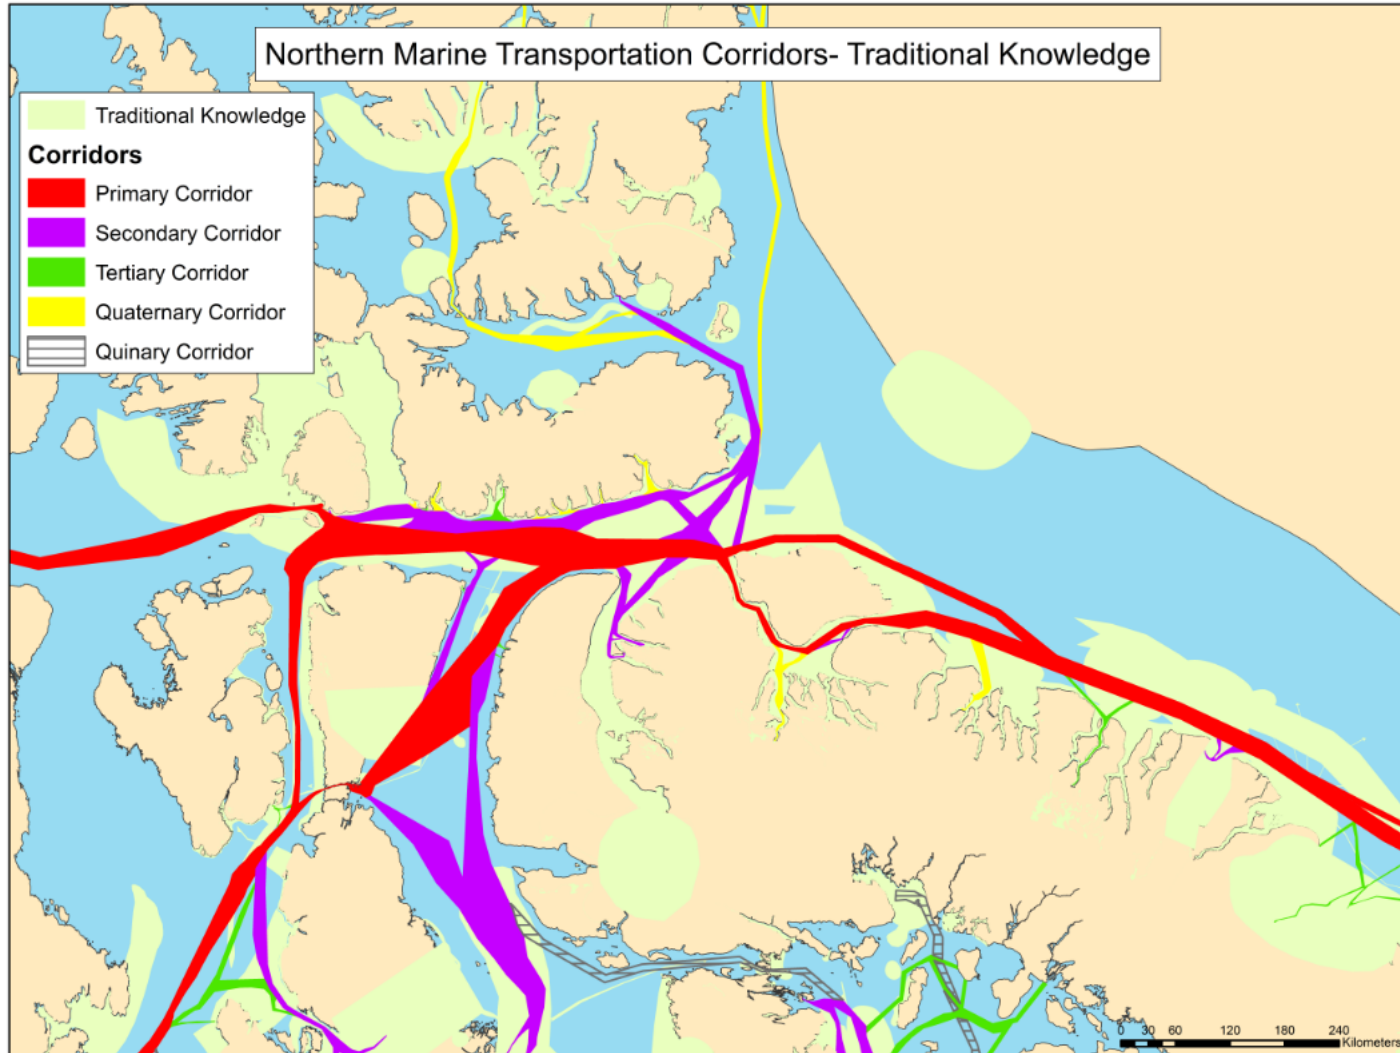 Northern Marine Transportation Corridors- Traditional Knowledge
Traditional Knowledge
Corridors
Primary Corridor
Secondary Corridor
Tertiary Corridor
Quaternary Corridor
Quinary Corridor
0 30 60 120 180 240
Kilometers